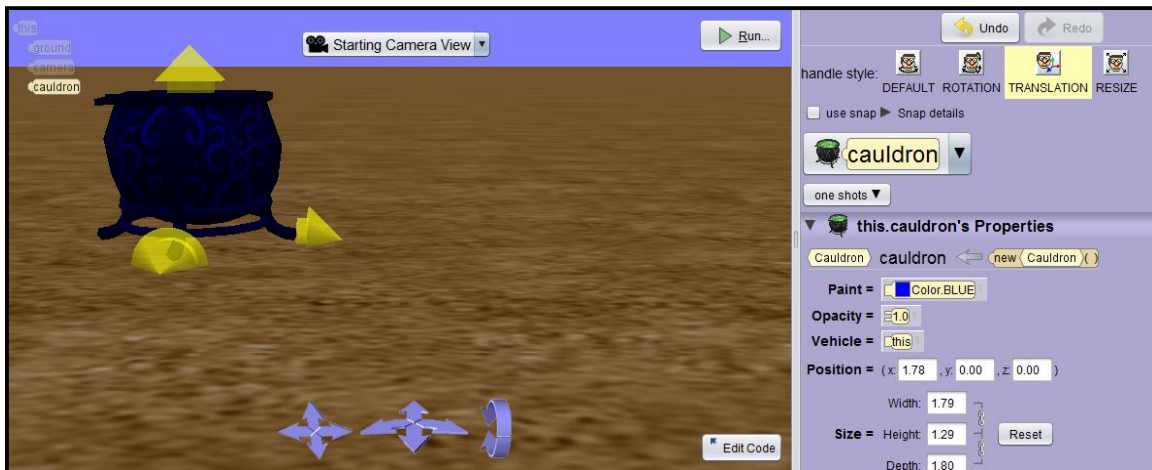 this
ground
camera
cauldron
Starting Camera View
Run...
Edit Code
Undo Redo
handle style:
DEFAULT ROTATION TRANSLATION RESIZE
use snap Snap details
cauldron
one shots
this.cauldron's Properties
Cauldron cauldron new Cauldron ( )
Paint = Color.BLUE
Opacity = 1.0
Vehicle = this
Position = ( x: 1.78 , y: 0.00 , z: 0.00 )
Width: 1.79
Size = Height: 1.29 Reset
Depth: 1.80